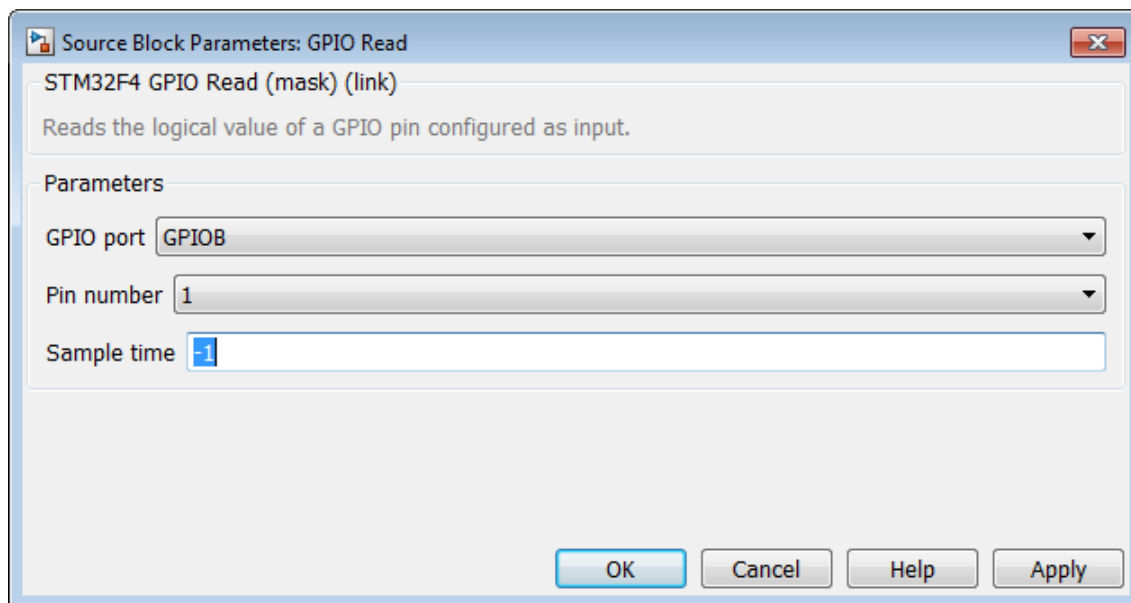 Source Block Parameters: GPIO Read
STM32F4 GPIO Read (mask) (link)
Reads the logical value of a GPIO pin configured as input.
Parameters
GPIO port GPIOB
Pin number 1
Sample time -1
OK Cancel Help Apply